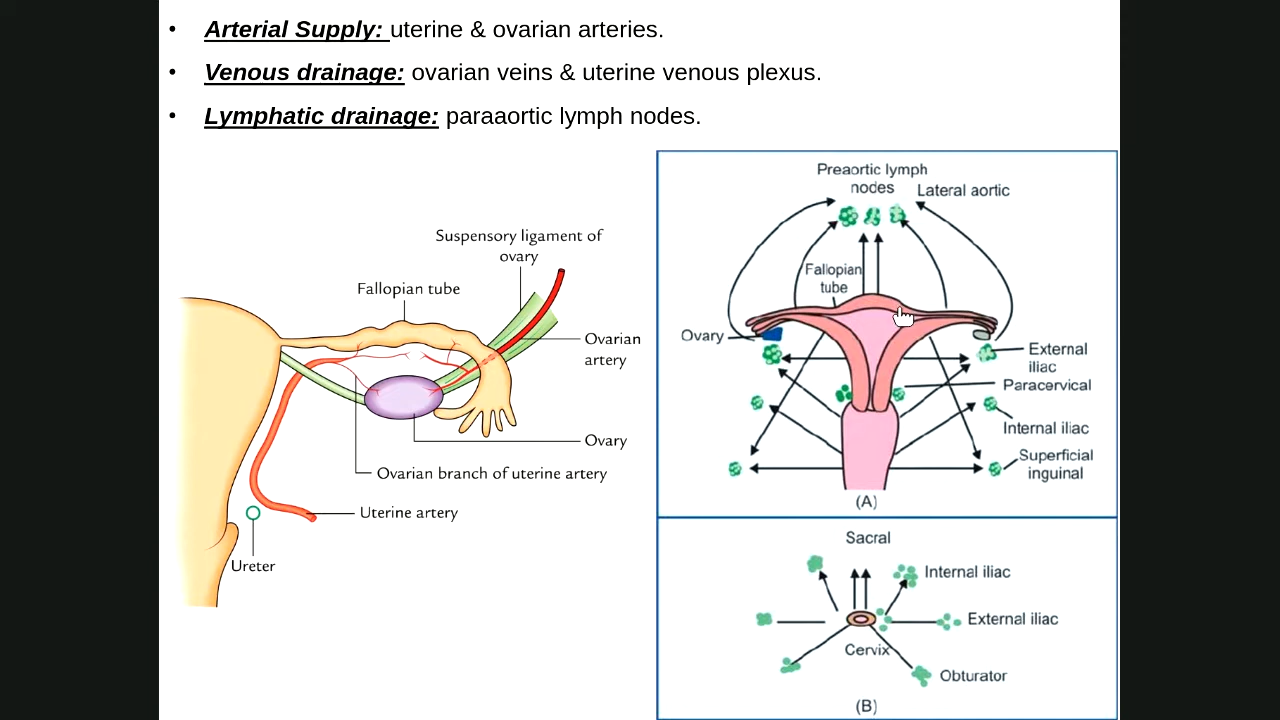 • Arterial Supply: uterine & ovarian arteries.
• Venous drainage: ovarian veins & uterine venous plexus.
• Lymphatic drainage: paraaortic lymph nodes.
Suspensory ligament of
ovary
Fallopian tube
Ovarian
artery
Ovary
Ovarian branch of uterine artery
Uterine artery
Ureter
Preaortic lymph
nodes
Lateral aortic
Fallopian
tube
Ovary
External
iliac
Paracervical
Internal iliac
Superficial
inguinal
(A)
Sacral
Internal iliac
External iliac
Cervix
Obturator
(B)